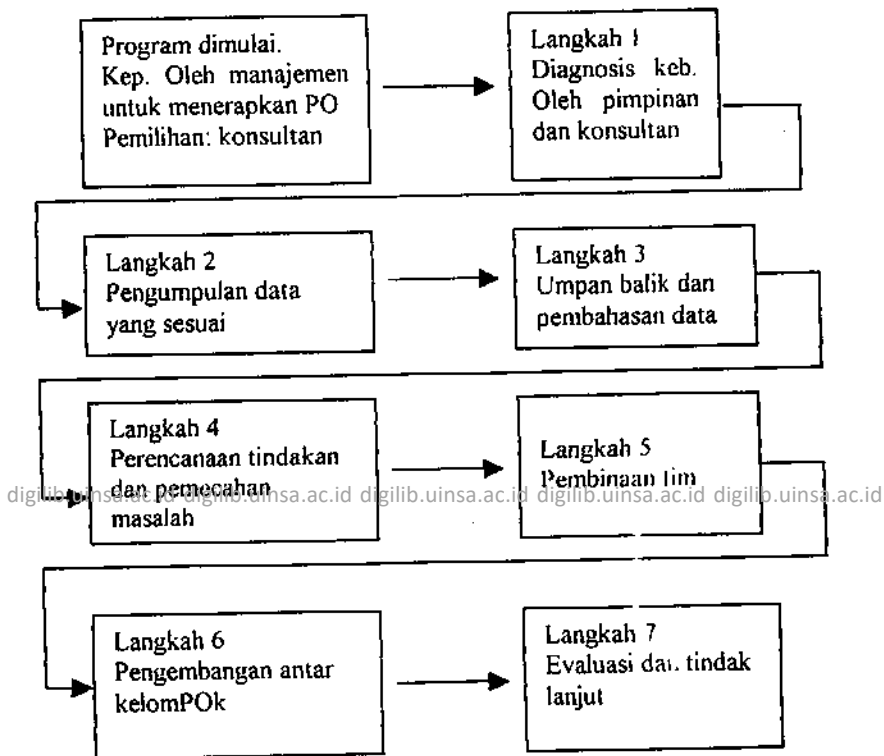 Program dimulai.
Kep. Oleh manajemen
untuk menerapkan PO
Pemilihan: konsultan
Langkah 1
Diagnosis keb.
Oleh pimpinan
dan konsultan
Langkah 2
Pengumpulan data
yang sesuai
Langkah 3
Umpan balik dan
pembahasan data
Langkah 4
Perencanaan tindakan
dan pemecahan
masalah
Langkah 5
Pembinaan tim
digilib.uinsa.ac.id digilib.uinsa.ac.id digilib.uinsa.ac.id digilib.uinsa.ac.id digilib.uinsa.ac.id
Langkah 6
Pengembangan antar
kelomPOk
Langkah 7
Evaluasi dan tindak
lanjut